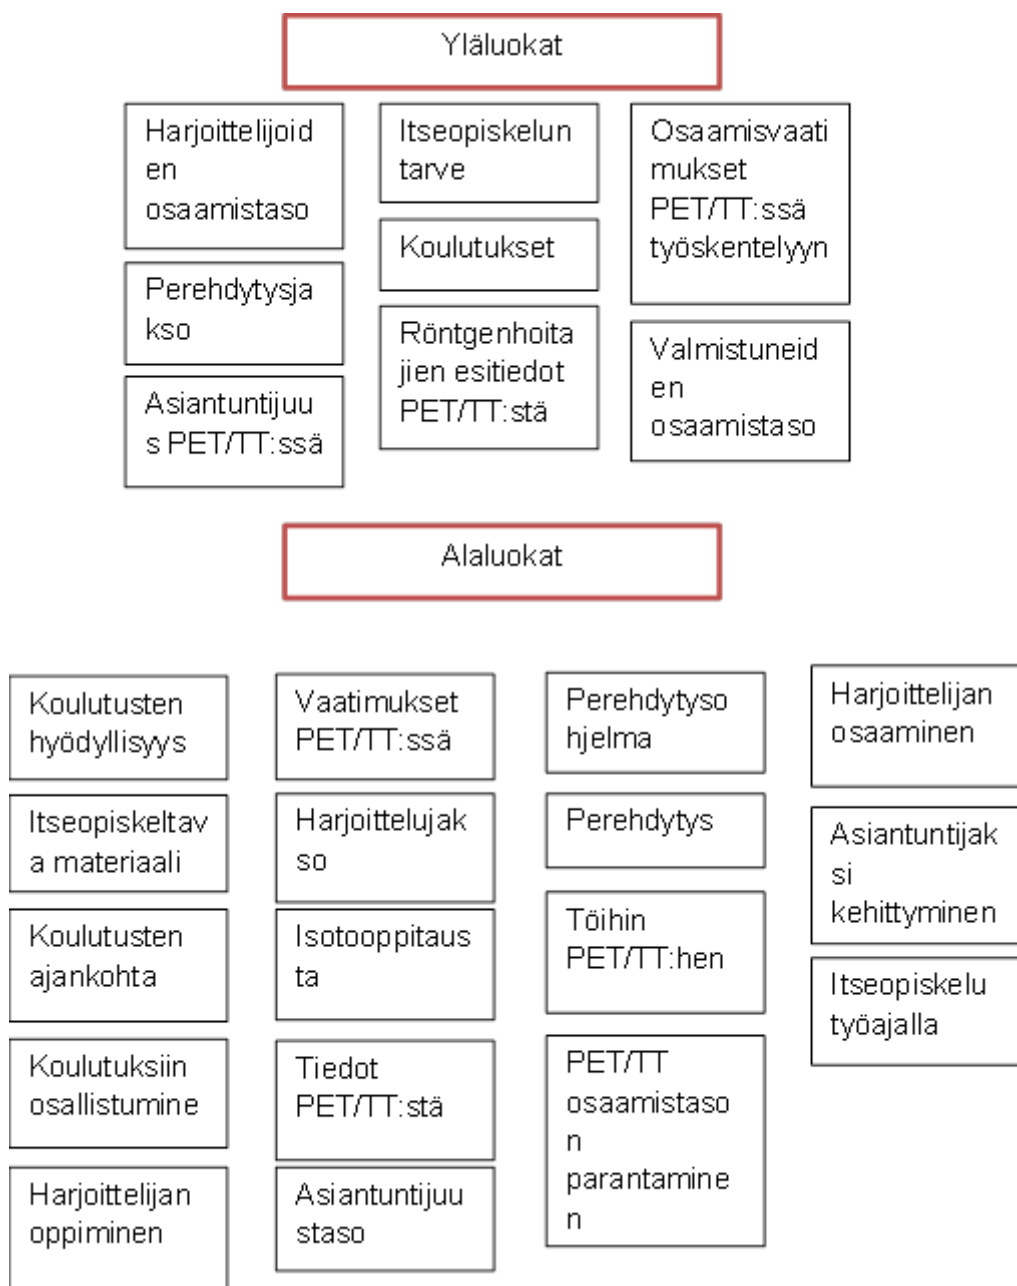 Yläluokat
Harjoittelijoid
en
osaamistaso
Perehdytysja
kso
Asiantuntijuu
s PET/TT:ssä
Itseopiskelun
tarve
Koulutukset
Röntgenhoita
jien esitiedot
PET/TT:stä
Osaamisvaati
mukset
PET/TT:ssä
työskentelyyn
Valmistuneid
en
osaamistaso
Alaluokat
Koulutusten
hyödyllisyys
Itseopiskeltav
a materiaali
Koulutusten
ajankohta
Koulutuksiin
osallistumine
Harjoittelijan
oppiminen
Vaatimukset
PET/TT:ssä
Harjoittelujak
so
Isotooppitaus
ta
Tiedot
PET/TT:stä
Asiantuntijuu
staso
Perehdytyso
hjelma
Perehdytys
Töihin
PET/TT:hen
PET/TT
osaamistaso
n
parantamine
n
Harjoittelijan
osaaminen
Asiantuntijak
si
kehittyminen
Itseopiskelu
työajalla